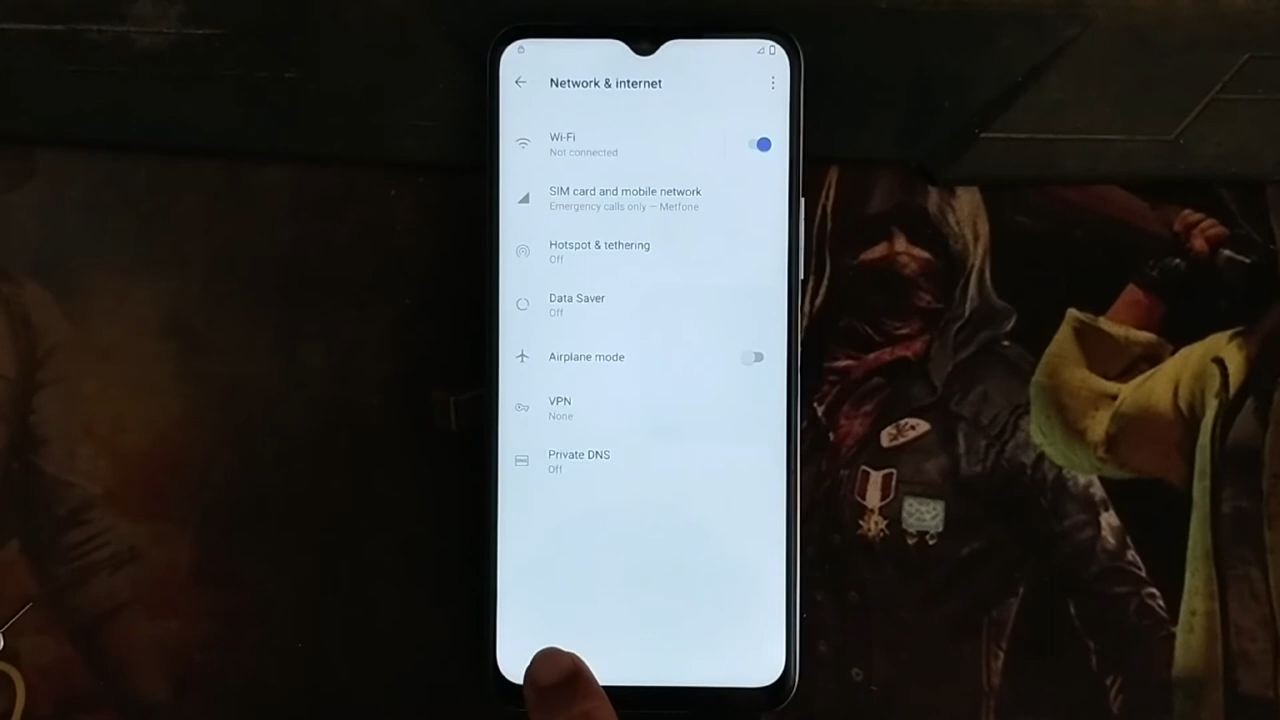 Network & internet
Wi-Fi
Not connected
SIM card and mobile network
Emergency calls only — Metfone
Hotspot & tethering
Off
Data Saver
Off
Airplane mode
VPN
None
Private DNS
Off